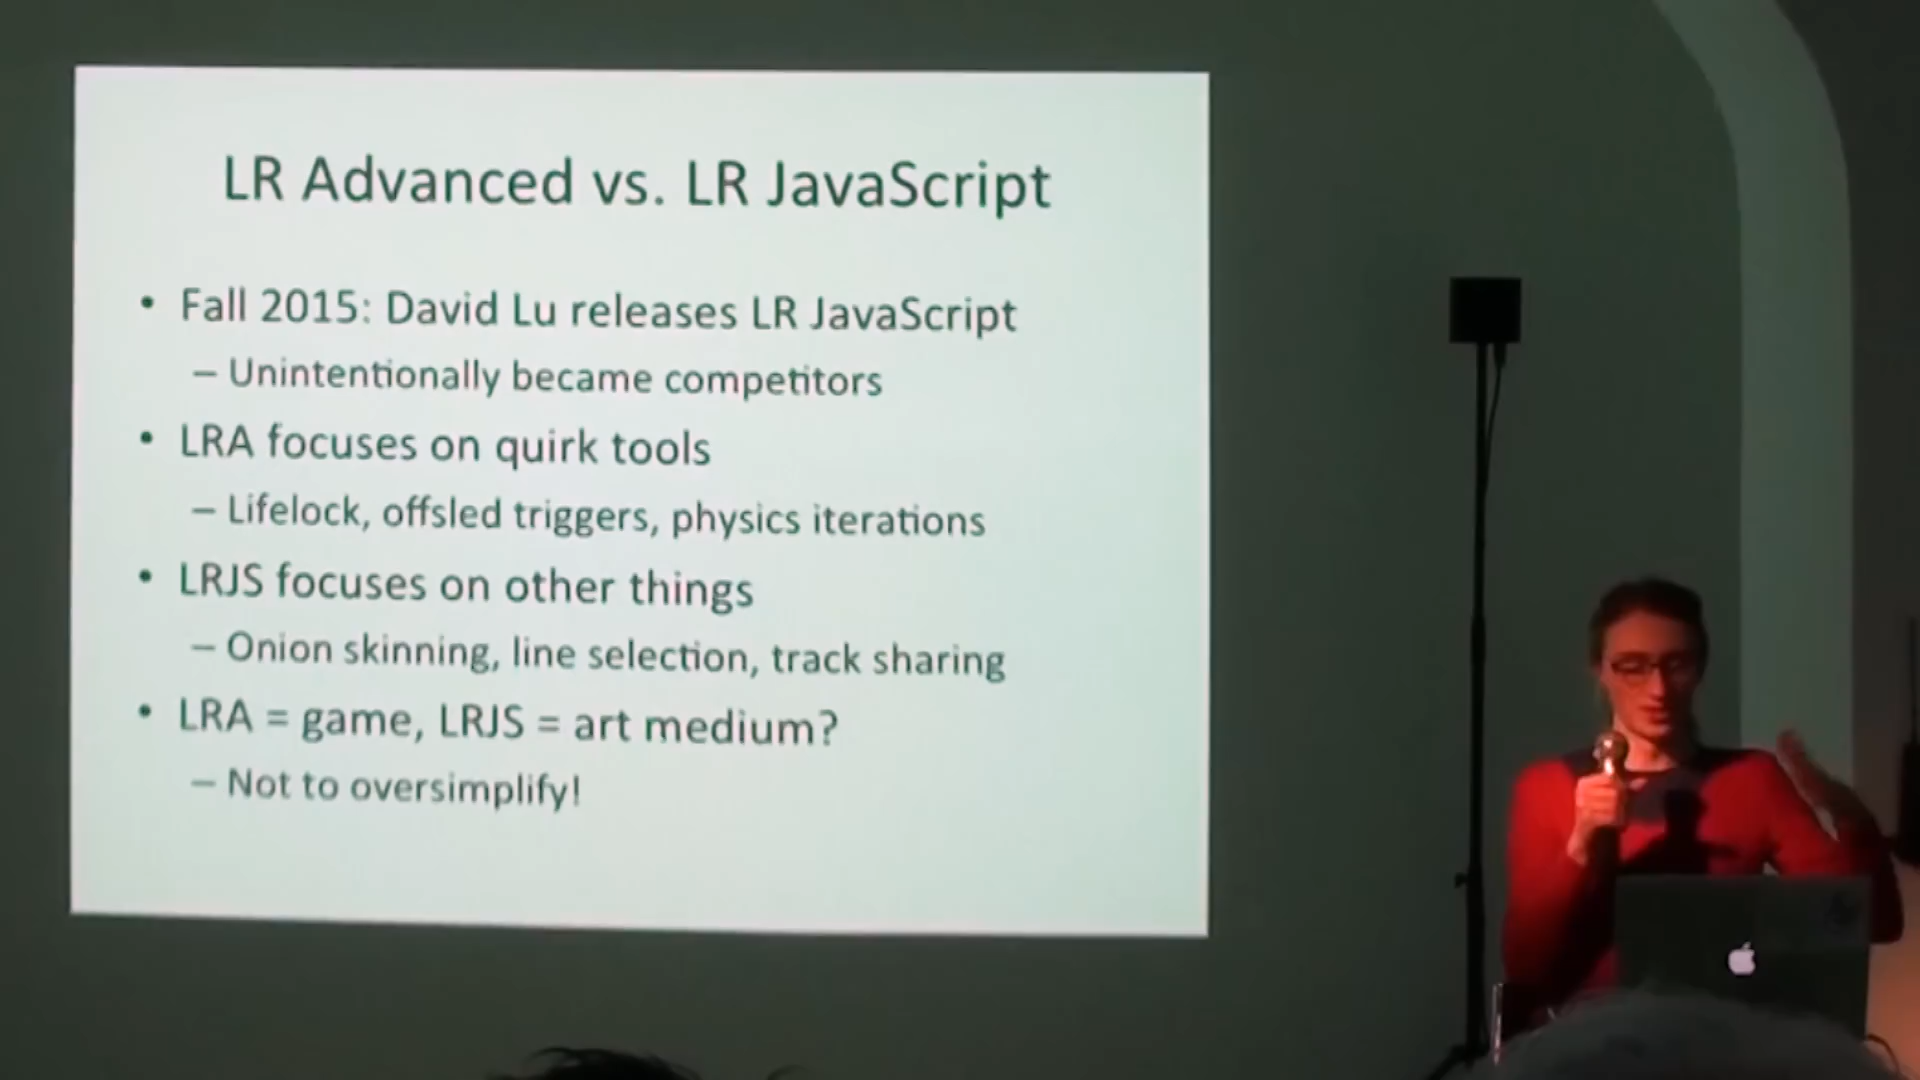 LR Advanced vs. LR JavaScript
• Fall 2015: David Lu releases LR JavaScript
– Unintentionally became competitors
• LRA focuses on quirk tools
– Lifelock, offsled triggers, physics iterations
• LRJS focuses on other things
– Onion skinning, line selection, track sharing
• LRA = game, LRJS = art medium?
– Not to oversimplify!